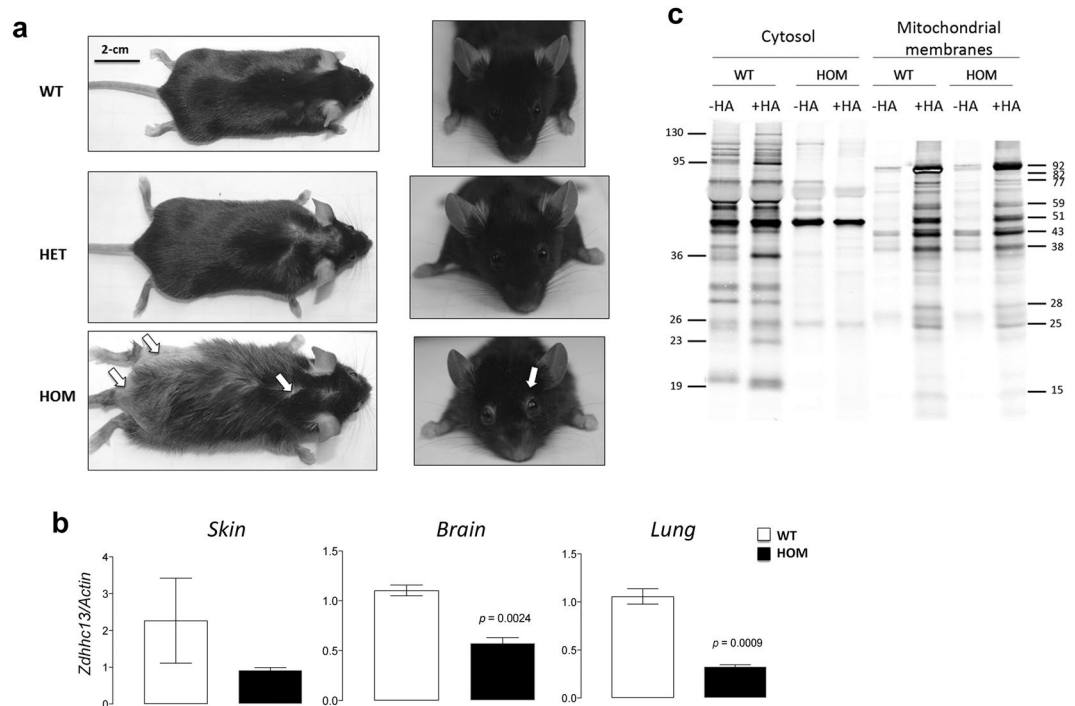 a
2-cm
WT
HET
HOM
c
Cytosol
Mitochondrial
membranes
WT HOM WT HOM
-HA +HA -HA +HA -HA +HA -HA +HA
130
95
36
26
23
19
92
82
77
59
51
43
38
28
25
15
b
Skin
Brain
Lung
WT
HOM
Zdhhc13/Actin
4
3
2
1
0
1.5
1.0
0.5
0.0
p = 0.0024
1.5
1.0
0.5
0.0
p = 0.0009